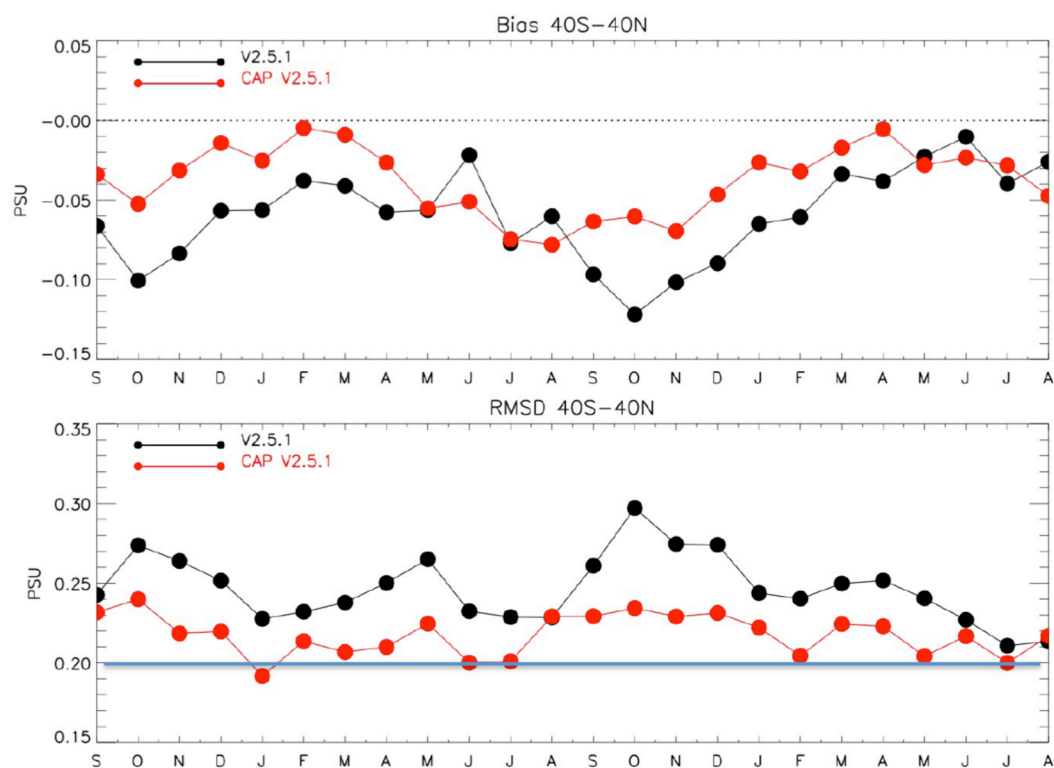 Bias 40S-40N
0.05
V2.5.1
CAP V2.5.1
-0.00
PSU
-0.05
-0.10
-0.15
S O N D J F M A M J J A S O N D J F M A M J J A
RMSD 40S-40N
0.35
V2.5.1
CAP V2.5.1
0.30
PSU
0.25
0.20
0.15
S O N D J F M A M J J A S O N D J F M A M J J A